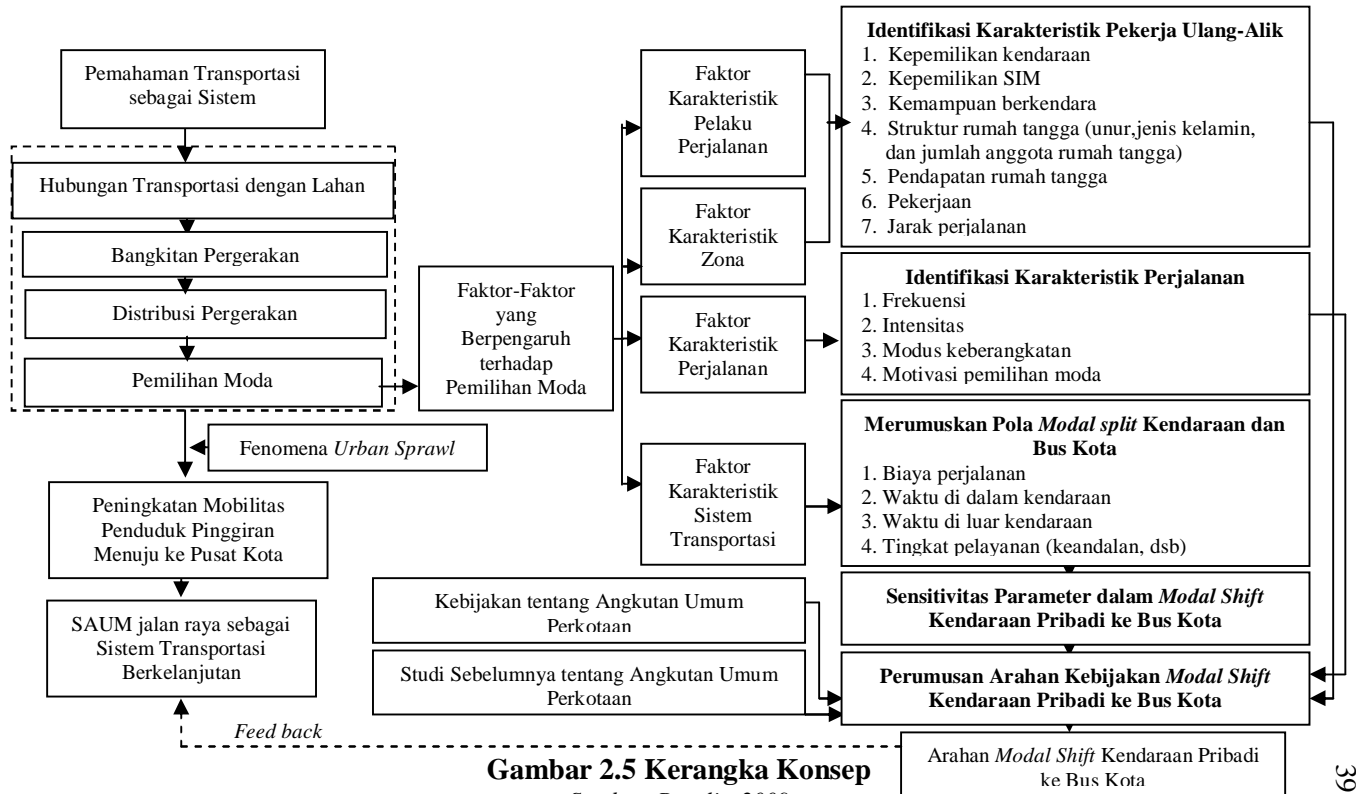 Pemahaman Transportasi
sebagai Sistem
Hubungan Transportasi dengan Lahan
Bangkitan Pergerakan
Distribusi Pergerakan
Pemilihan Moda
Fenomena Urban Sprawl
Peningkatan Mobilitas
Penduduk Pinggiran
Menuju ke Pusat Kota
SAUM jalan raya sebagai
Sistem Transportasi
Berkelanjutan
Faktor-Faktor
yang
Berpengaruh
terhadap
Pemilihan Moda
Faktor
Karakteristik
Pelaku
Perjalanan
Faktor
Karakteristik
Zona
Faktor
Karakteristik
Perjalanan
Faktor
Karakteristik
Sistem
Transportasi
Kebijakan tentang Angkutan Umum
Perkotaan
Studi Sebelumnya tentang Angkutan Umum
Perkotaan
Identifikasi Karakteristik Pekerja Ulang-Alik
1. Kepemilikan kendaraan
2. Kepemilikan SIM
3. Kemampuan berkendara
4. Struktur rumah tangga (unur,jenis kelamin,
dan jumlah anggota rumah tangga)
5. Pendapatan rumah tangga
6. Pekerjaan
7. Jarak perjalanan
Identifikasi Karakteristik Perjalanan
1. Frekuensi
2. Intensitas
3. Modus keberangkatan
4. Motivasi pemilihan moda
Merumuskan Pola Modal split Kendaraan dan
Bus Kota
1. Biaya perjalanan
2. Waktu di dalam kendaraan
3. Waktu di luar kendaraan
4. Tingkat pelayanan (keandalan, dsb)
Sensitivitas Parameter dalam Modal Shift
Kendaraan Pribadi ke Bus Kota
Perumusan Arahan Kebijakan Modal Shift
Kendaraan Pribadi ke Bus Kota
Arahan Modal Shift Kendaraan Pribadi
ke Bus Kota
Feed back
Gambar 2.5 Kerangka Konsep
39